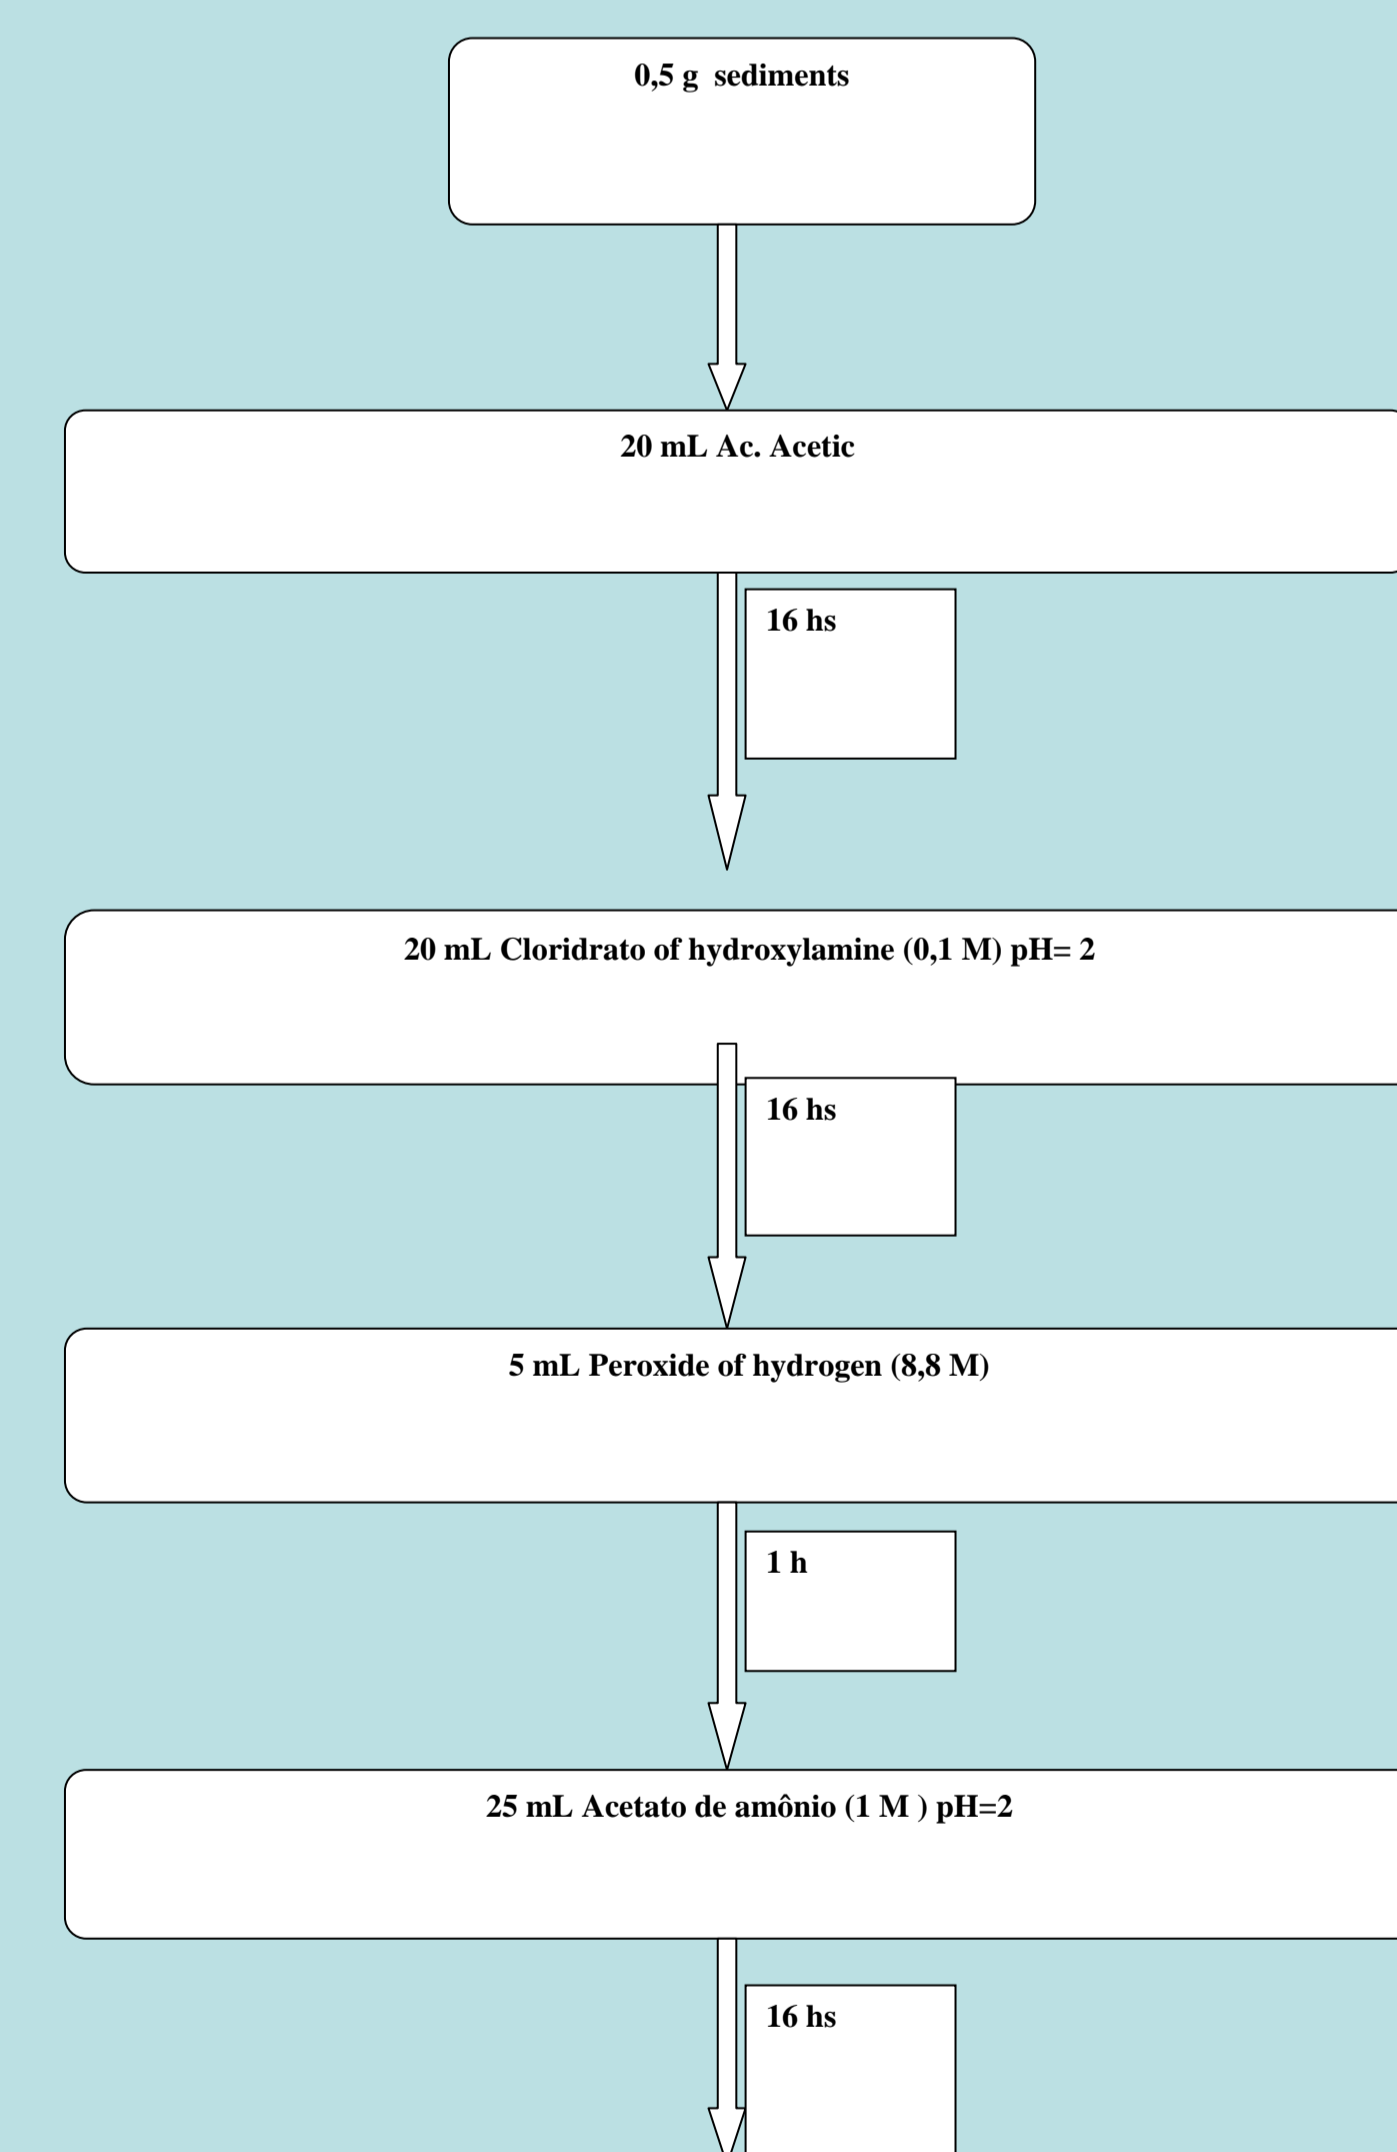 0,5 g  sediments
20 mL Ac. Acetic
16 hs
20 mL Cloridrato of hydroxylamine (0,1 M) pH= 2
16 hs
5 mL Peroxide of hydrogen (8,8 M)
1 h
25 mL Acetato de amônio (1 M ) pH=2
16 hs